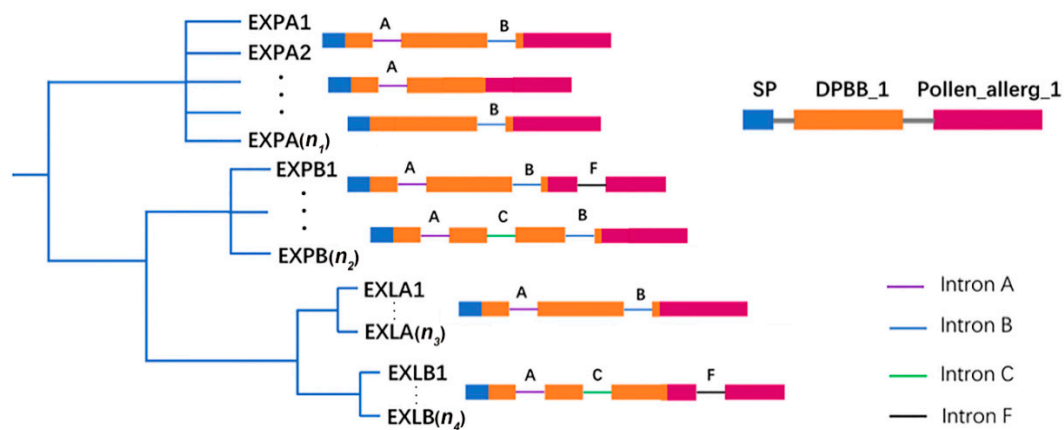 EXPA1
A B
EXPA2
A
B
EXPA(n₁)
SP DPBB_1 Pollen_allerg_1
EXPB1
A B F
A C B
EXPB(n₂)
EXLA1
A B
EXLA(n₃)
EXLB1
A C F
EXLB(n₄)
Intron A
Intron B
Intron C
Intron F